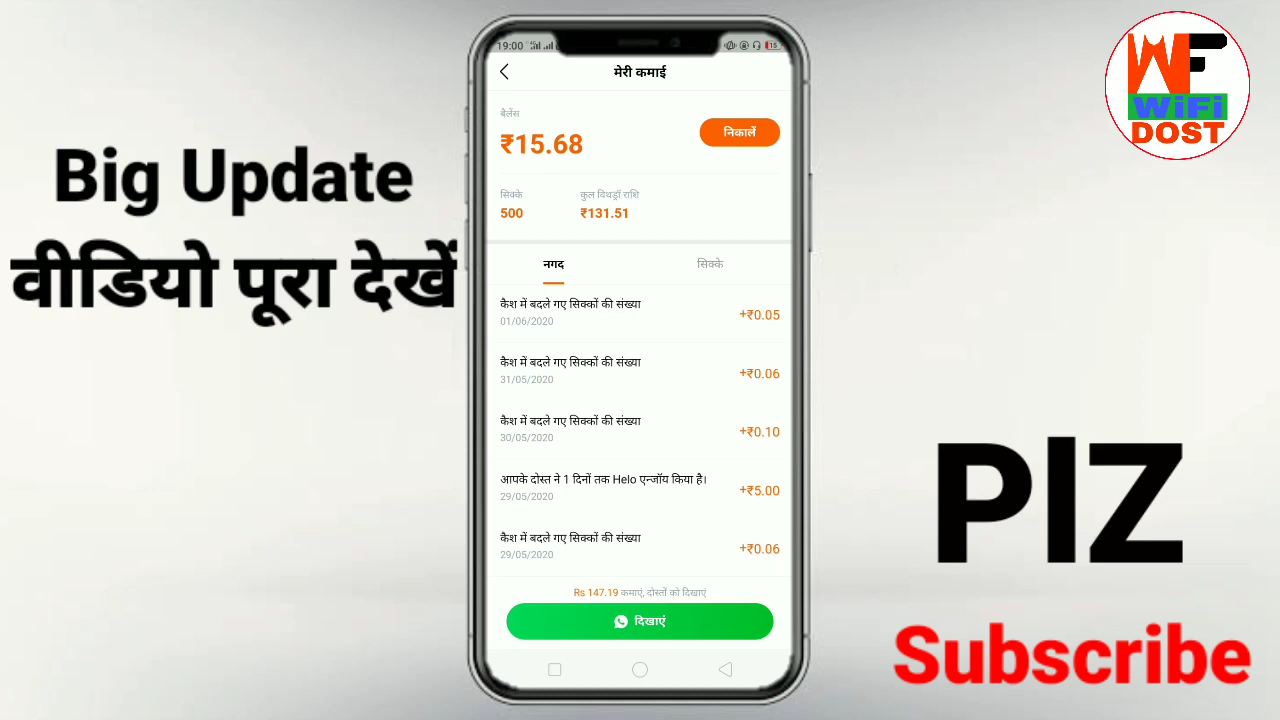 Big Update
वीडियो पूरा देखें
19:00
15
मेरी कमाई
बैलेंस
₹15.68
निकालें
सिक्के
कुल विथड्रॉ राशि
500
₹131.51
नगद
सिक्के
कैश में बदले गए सिक्कों की संख्या
01/06/2020
+₹0.05
कैश में बदले गए सिक्कों की संख्या
31/05/2020
+₹0.06
कैश में बदले गए सिक्कों की संख्या
30/05/2020
+₹0.10
आपके दोस्त ने 1 दिनों तक Helo एन्जॉय किया है।
29/05/2020
+₹5.00
कैश में बदले गए सिक्कों की संख्या
29/05/2020
+₹0.06
Rs 147.19 कमाएं, दोस्तों को दिखाएं
दिखाएं
WF
WiFi
DOST
PlZ
Subscribe